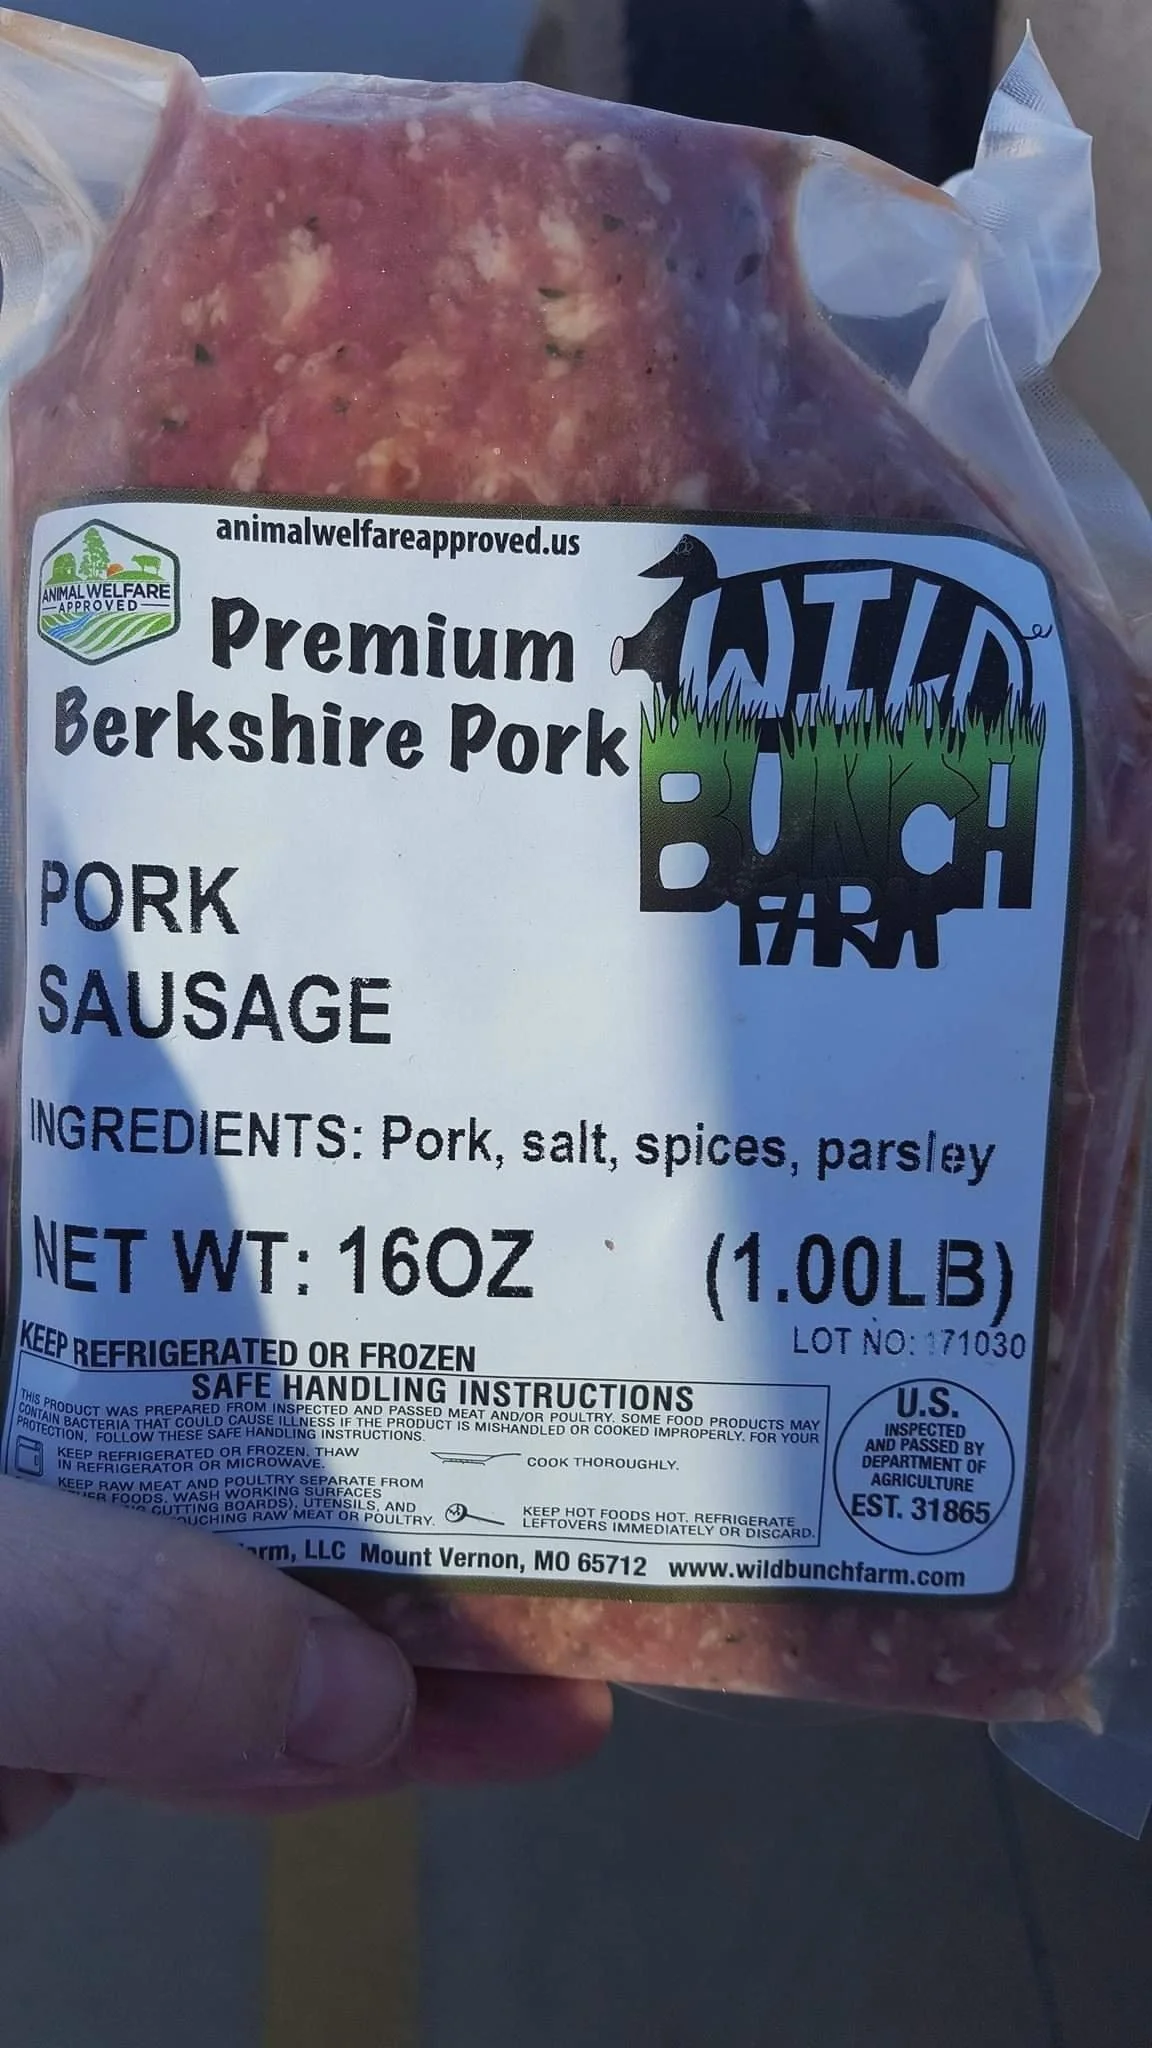 animalwelfareapproved.us
ANIMAL WELFARE
APPROVED
WILD
BUNCH
FARM
Premium
Berkshire Pork
PORK
SAUSAGE
INGREDIENTS: Pork, salt, spices, parsley
NET WT: 16OZ (1.00LB)
LOT NO: 171030
KEEP REFRIGERATED OR FROZEN
SAFE HANDLING INSTRUCTIONS
THIS PRODUCT WAS PREPARED FROM INSPECTED AND PASSED MEAT AND/OR POULTRY. SOME FOOD PRODUCTS MAY
CONTAIN BACTERIA THAT COULD CAUSE ILLNESS IF THE PRODUCT IS MISHANDLED OR COOKED IMPROPERLY. FOR YOUR
PROTECTION, FOLLOW THESE SAFE HANDLING INSTRUCTIONS.
KEEP REFRIGERATED OR FROZEN. THAW
IN REFRIGERATOR OR MICROWAVE.
COOK THOROUGHLY.
KEEP RAW MEAT AND POULTRY SEPARATE FROM
FOODS. WASH WORKING SURFACES
CUTTING BOARDS), UTENSILS, AND
RAW MEAT OR POULTRY.
KEEP HOT FOODS HOT. REFRIGERATE
LEFTOVERS IMMEDIATELY OR DISCARD.
U.S.
INSPECTED
AND PASSED BY
DEPARTMENT OF
AGRICULTURE
EST. 31865
LLC Mount Vernon, MO 65712 www.wildbunchfarm.com